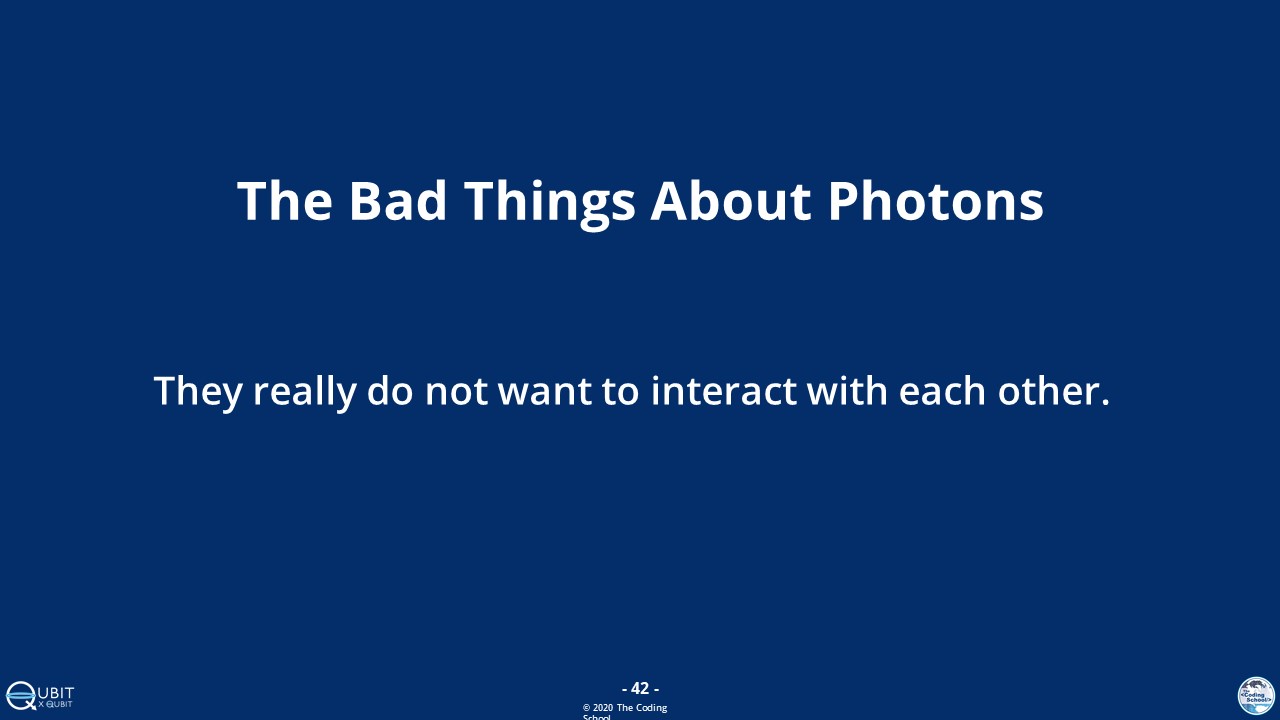 The Bad Things About Photons
They really do not want to interact with each other.
QUBIT
X QUBIT
- 42 -
© 2020 The Coding
School
The
<Coding
School>